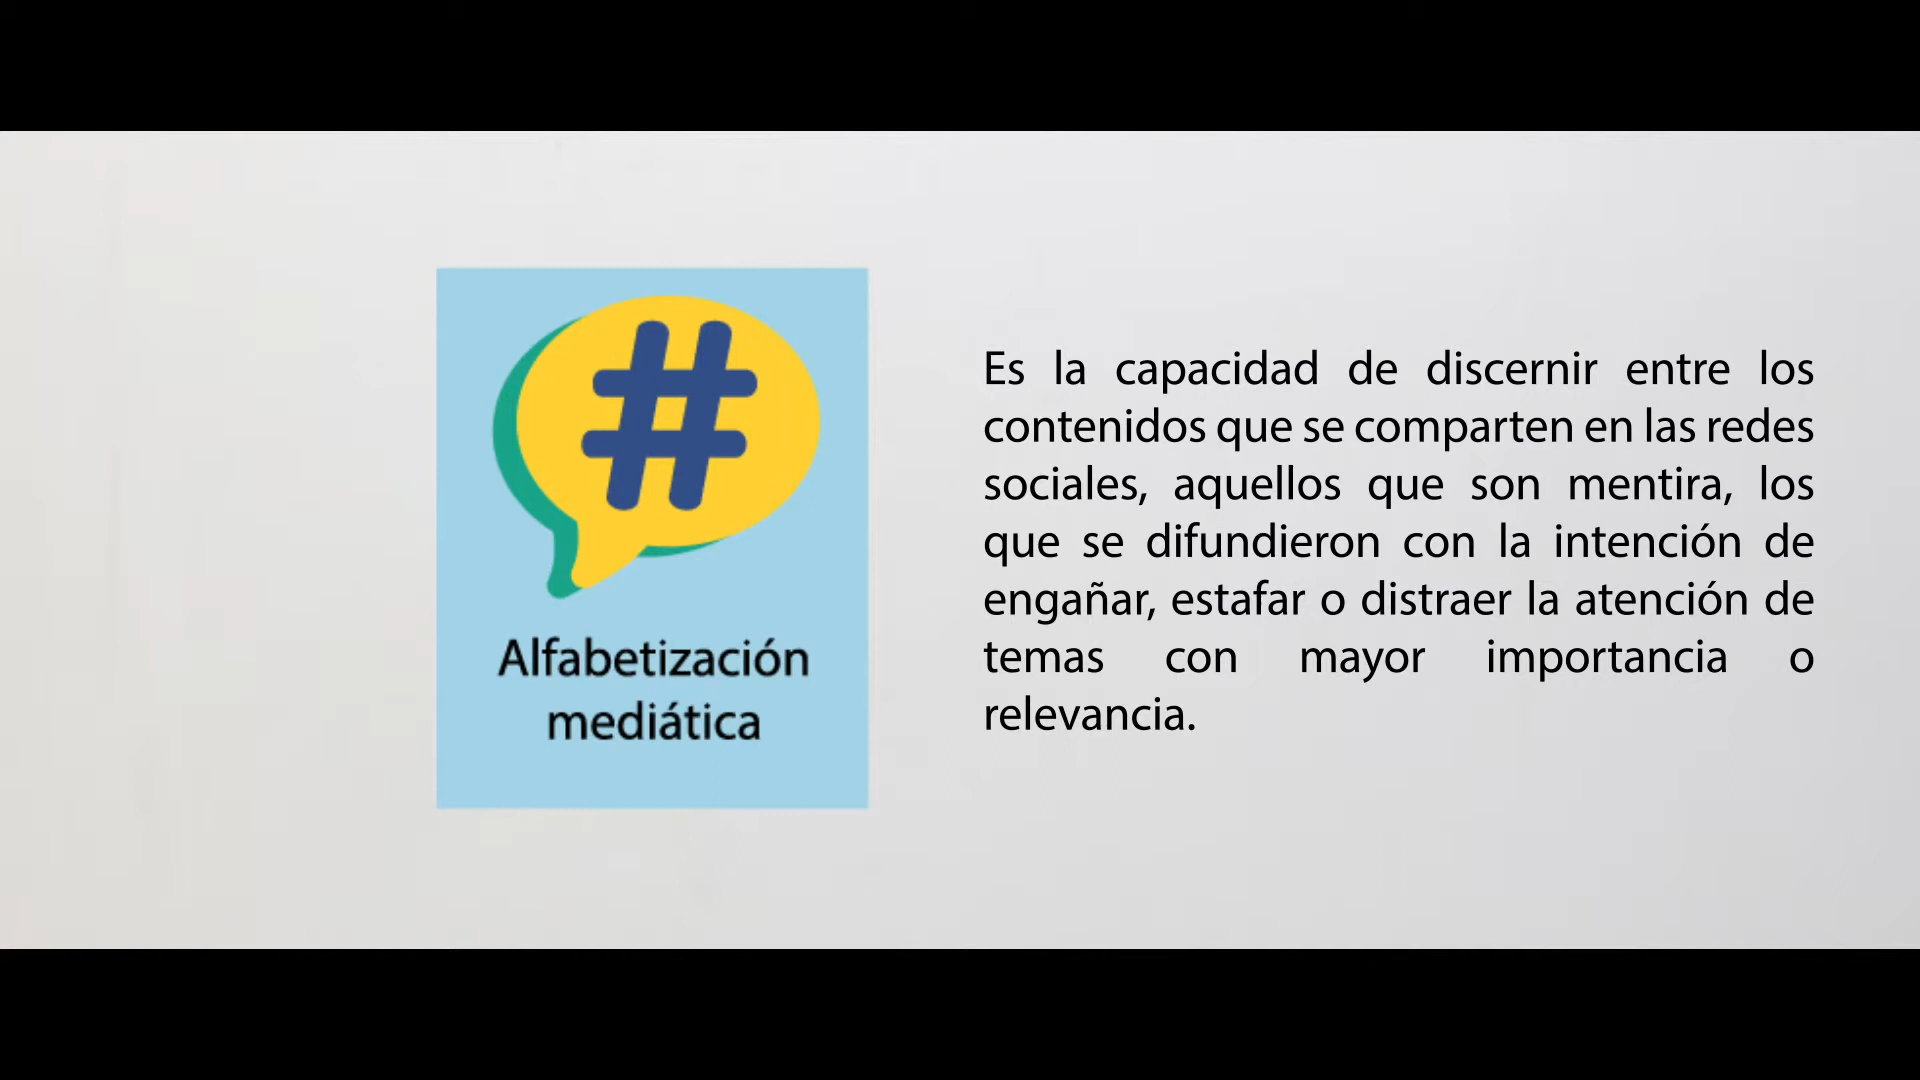 #
Alfabetización
mediática
Es la capacidad de discernir entre los
contenidos que se comparten en las redes
sociales, aquellos que son mentira, los
que se difundieron con la intención de
engañar, estafar o distraer la atención de
temas con mayor importancia o
relevancia.